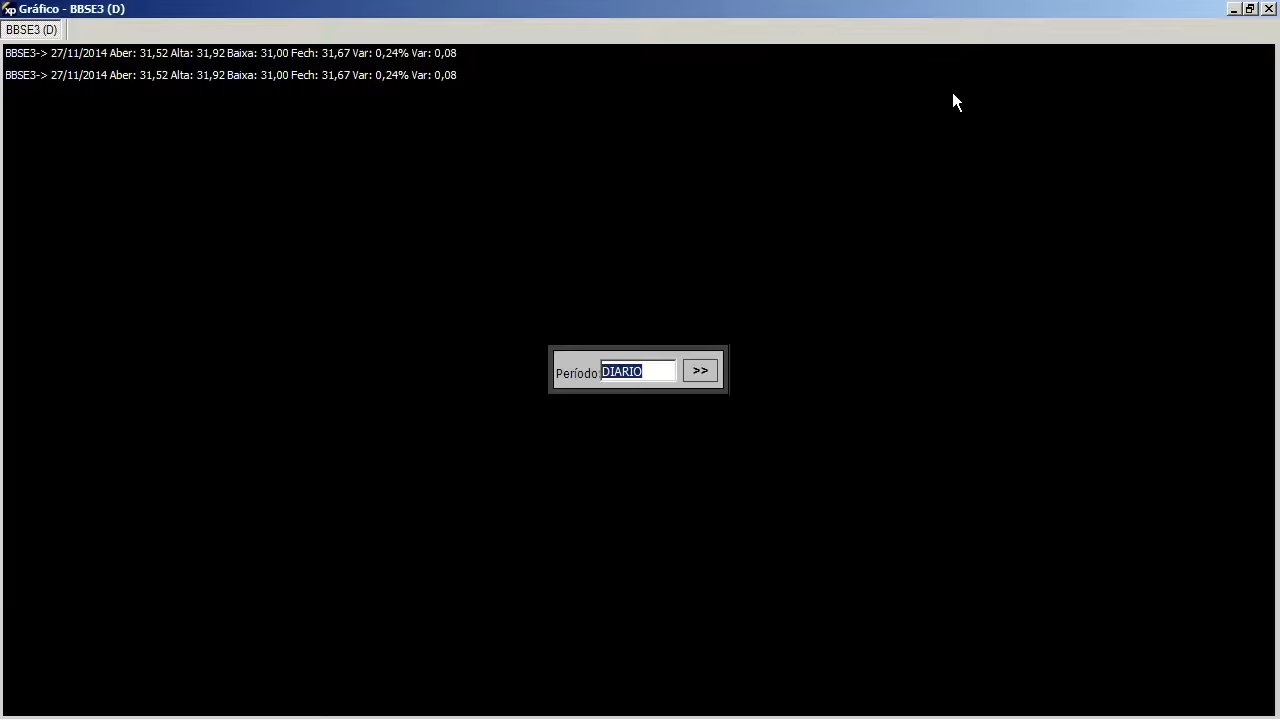 xp Gráfico - BBSE3 (D)
BBSE3 (D)
BBSE3-> 27/11/2014 Aber: 31,52 Alta: 31,92 Baixa: 31,00 Fech: 31,67 Var: 0,24% Var: 0,08
BBSE3-> 27/11/2014 Aber: 31,52 Alta: 31,92 Baixa: 31,00 Fech: 31,67 Var: 0,24% Var: 0,08
Período: DIARIO >>